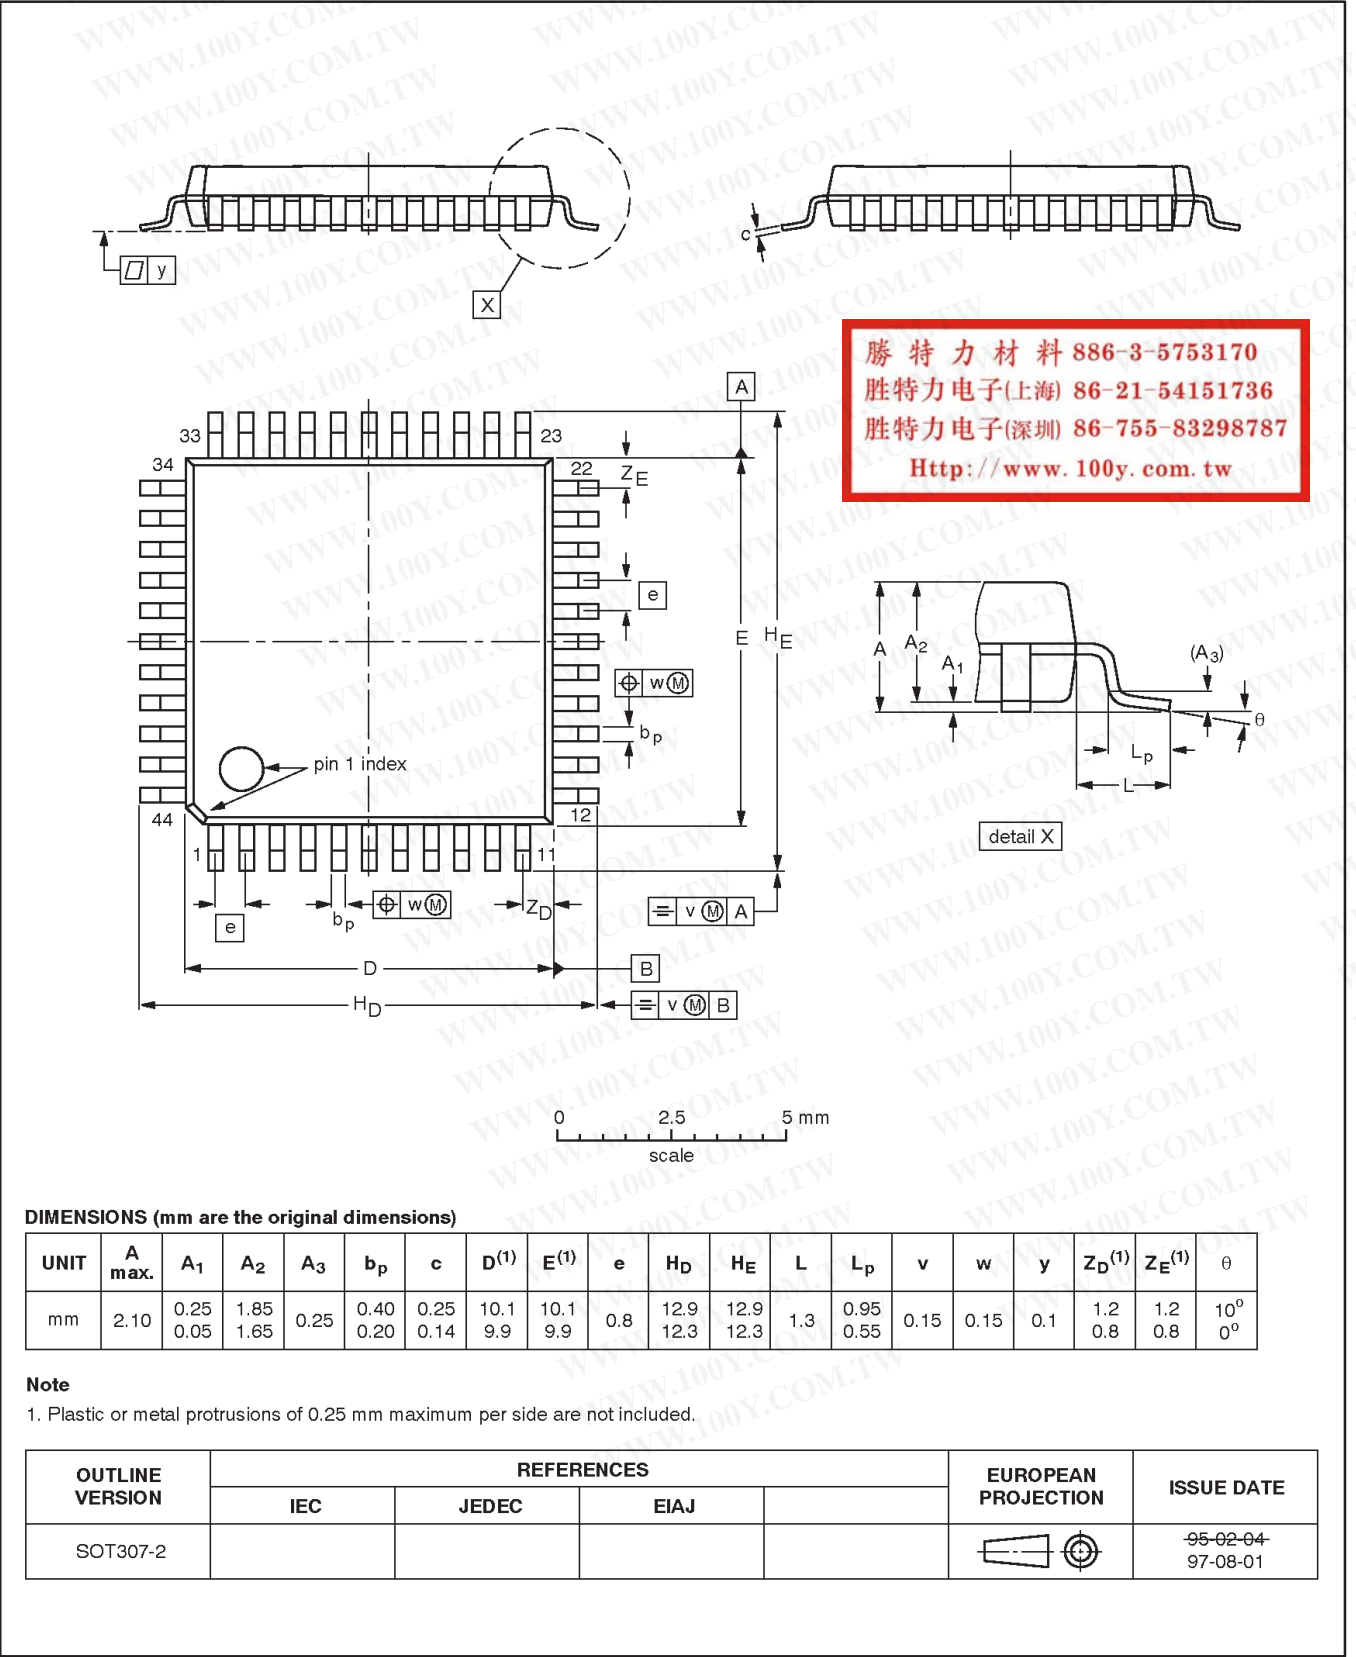 WWW.100Y.COM.TW
y
X
c
勝 特 力 材 料 886-3-5753170
胜特力电子(上海) 86-21-54151736
胜特力电子(深圳) 86-755-83298787
Http://www. 100y. com. tw
A
33 23
34 22
ZE
e
E HE
w M
bp
pin 1 index
44 12
1 11
e
bp
w M
ZD
v M A
D
B
HD
v M B
A A2 A1 (A3)
θ
Lp
L
detail X
0 2.5 5 mm
scale
DIMENSIONS (mm are the original dimensions)
UNIT A max. A1 A2 A3 bp c D(1) E(1) e HD HE L Lp v w y ZD(1) ZE(1) θ
mm 2.10 0.25 0.05 1.85 1.65 0.25 0.40 0.20 0.25 0.14 10.1 9.9 10.1 9.9 0.8 12.9 12.3 12.9 12.3 1.3 0.95 0.55 0.15 0.15 0.1 1.2 0.8 1.2 0.8 10o 0o
Note
1. Plastic or metal protrusions of 0.25 mm maximum per side are not included.
OUTLINE VERSION REFERENCES EUROPEAN PROJECTION ISSUE DATE
IEC JEDEC EIAJ
SOT307-2 95-02-04
97-08-01